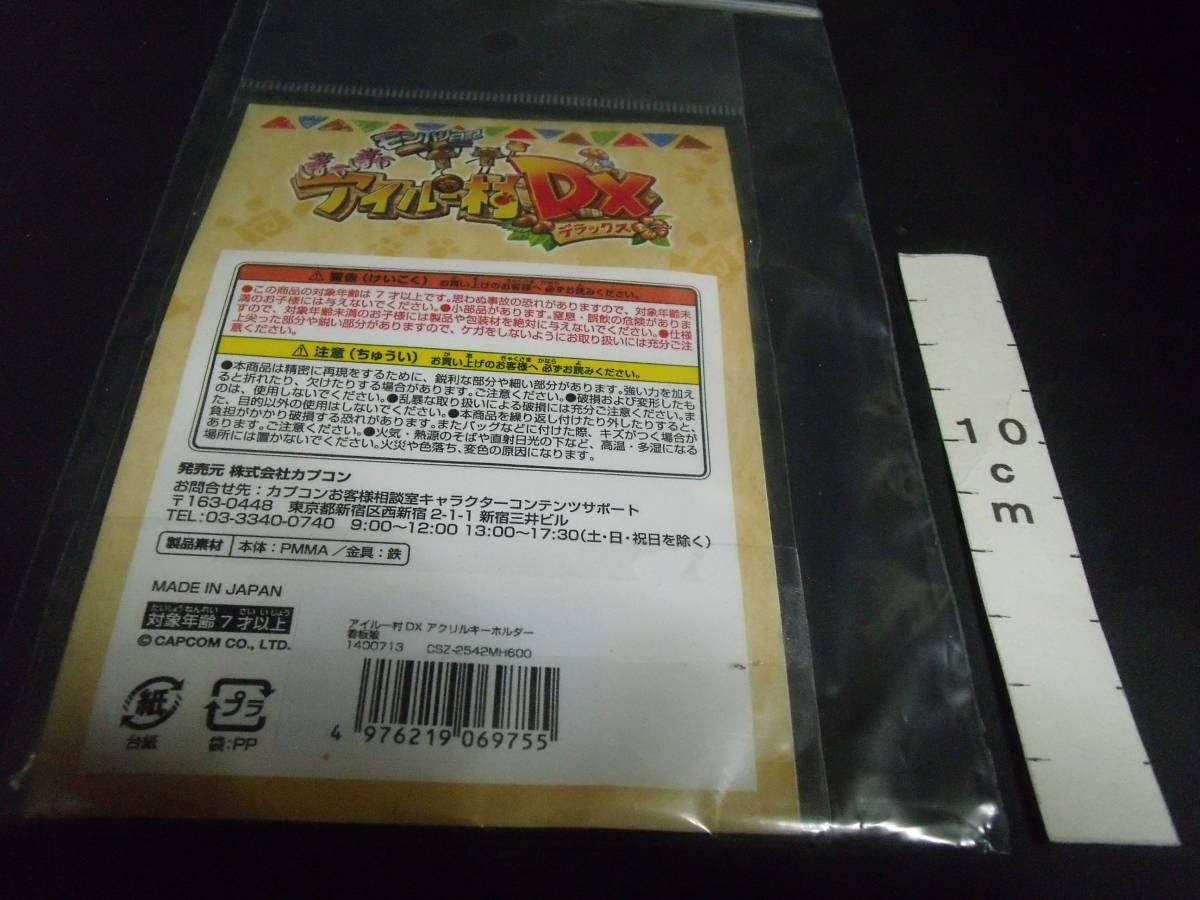 モンハン日記
ぽかぽか
アイルー村DX
デラックス
⚠ 警告（けいこく） お買い上げのお客様へ 必ずお読みください。
●この商品の対象年齢は7才以上です。思わぬ事故の恐れがありますので、対象年齢未
満のお子様には与えないでください。●小部品があります。窒息・誤飲の危険がありま
すので、対象年齢未満のお子様には製品や包装材を絶対に与えないでください。●仕様
上尖った部分や鋭い部分がありますので、ケガをしないようにお取り扱いには充分ご注
意ください。
⚠ 注意（ちゅうい） お買い上げのお客様へ 必ずお読みください。
●本商品は精密に再現をするために、鋭利な部分や細い部分があります。強い力を加え
ると折れたり、欠けたりする場合があります。ご注意ください。●破損および変形したも
のは、使用しないでください。●乱暴な取り扱いによる破損には充分ご注意ください。ま
た、目的以外の使用はしないでください。●本商品を繰り返し付けたり外したりすると、
負担がかかり破損する恐れがあります。またバッグなどに付けた際、キズがつく場合が
あります。ご注意ください。●火気・熱源のそばや直射日光の下など、高温・多湿になる
場所には置かないでください。火災や色落ち、変色の原因になります。
発売元 株式会社カプコン
お問合せ先：カプコンお客様相談室キャラクターコンテンツサポート
〒163-0448 東京都新宿区西新宿 2-1-1 新宿三井ビル
TEL:03-3340-0740 9:00〜12:00 13:00〜17:30(土・日・祝日を除く)
製品素材 本体：PMMA／金具：鉄
MADE IN JAPAN
対象年齢 7 才以上
©CAPCOM CO., LTD.
アイルー村DX アクリルキーホルダー
看板娘
1400713 CSZ-2542MH600
紙
台紙
プラ
袋:PP
4 976219 069755
10
c
m